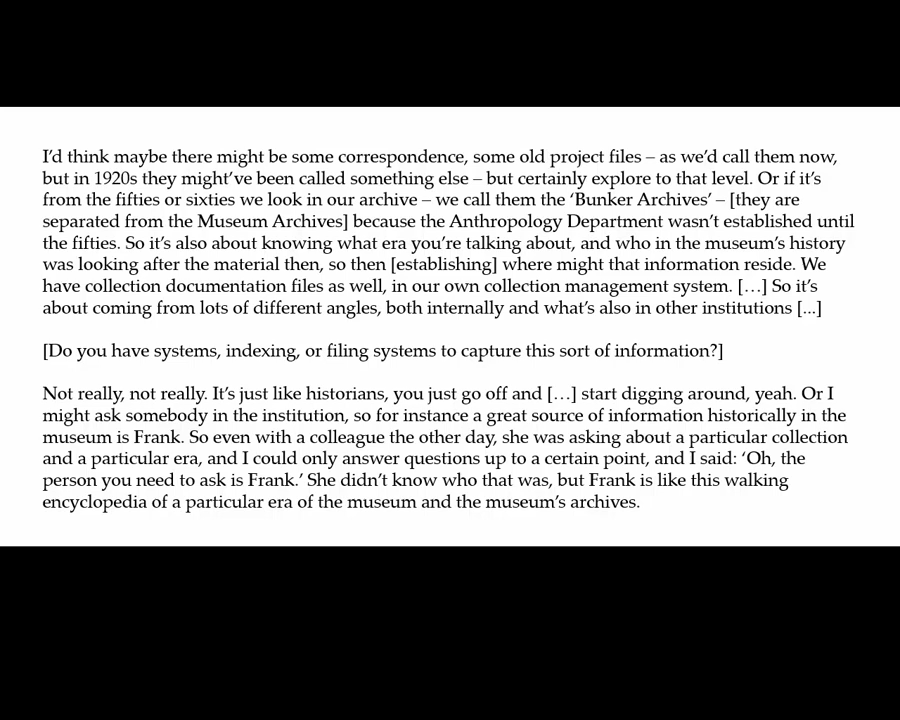 I'd think maybe there might be some correspondence, some old project files – as we'd call them now,
but in 1920s they might've been called something else – but certainly explore to that level. Or if it's
from the fifties or sixties we look in our archive – we call them the 'Bunker Archives' – [they are
separated from the Museum Archives] because the Anthropology Department wasn't established until
the fifties. So it's also about knowing what era you're talking about, and who in the museum's history
was looking after the material then, so then [establishing] where might that information reside. We
have collection documentation files as well, in our own collection management system. […] So it's
about coming from lots of different angles, both internally and what's also in other institutions [...]
[Do you have systems, indexing, or filing systems to capture this sort of information?]
Not really, not really. It's just like historians, you just go off and […] start digging around, yeah. Or I
might ask somebody in the institution, so for instance a great source of information historically in the
museum is Frank. So even with a colleague the other day, she was asking about a particular collection
and a particular era, and I could only answer questions up to a certain point, and I said: 'Oh, the
person you need to ask is Frank.' She didn't know who that was, but Frank is like this walking
encyclopedia of a particular era of the museum and the museum's archives.